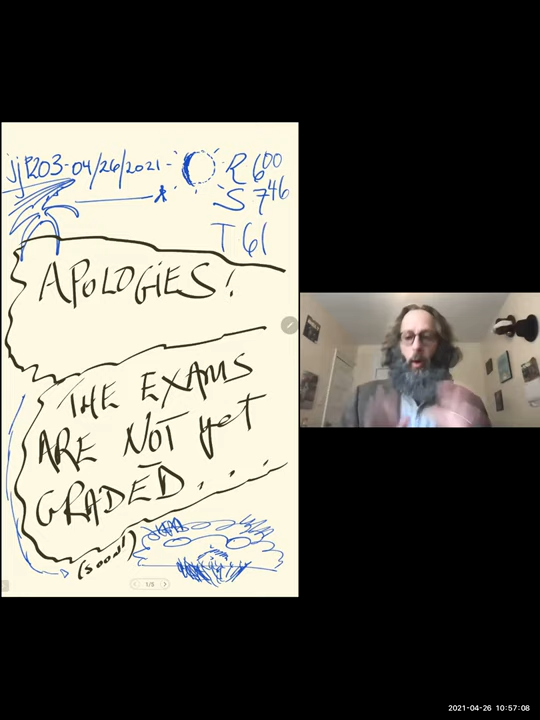 jjR203-04/26/2021-
R 6⁰⁰
S 7⁴⁶
T 61
APOLOGIES!
THE EXAMS
ARE NOT yet
GRADED. . . .
(soon!)
1/5
2021-04-26 10:57:08